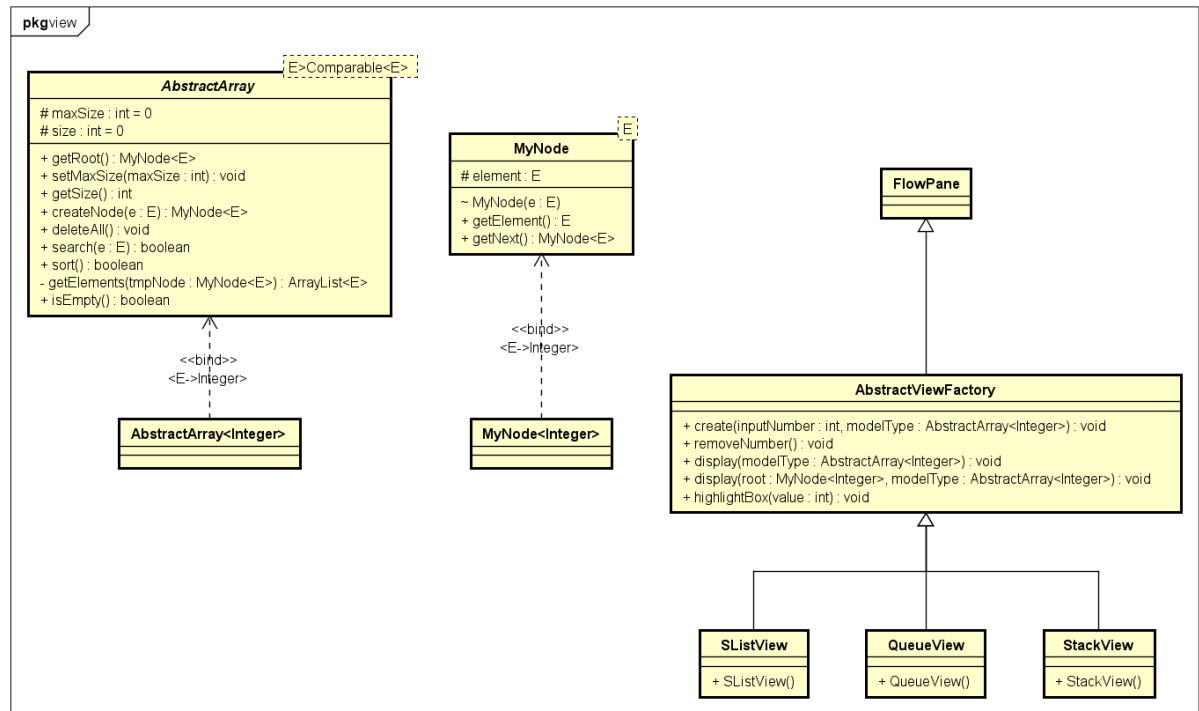 pkg view
E>Comparable<E>
AbstractArray
# maxSize : int = 0
# size : int = 0
+ getRoot() : MyNode<E>
+ setMaxSize(maxSize : int) : void
+ getSize() : int
+ createNode(e : E) : MyNode<E>
+ deleteAll() : void
+ search(e : E) : boolean
+ sort() : boolean
- getElements(tmpNode : MyNode<E>) : ArrayList<E>
+ isEmpty() : boolean
<<bind>>
<E->Integer>
AbstractArray<Integer>
E
MyNode
# element : E
~ MyNode(e : E)
+ getElement() : E
+ getNext() : MyNode<E>
<<bind>>
<E->Integer>
MyNode<Integer>
FlowPane
AbstractViewFactory
+ create(inputNumber : int, modelType : AbstractArray<Integer>) : void
+ removeNumber() : void
+ display(modelType : AbstractArray<Integer>) : void
+ display(root : MyNode<Integer>, modelType : AbstractArray<Integer>) : void
+ highlightBox(value : int) : void
SListView
+ SListView()
QueueView
+ QueueView()
StackView
+ StackView()